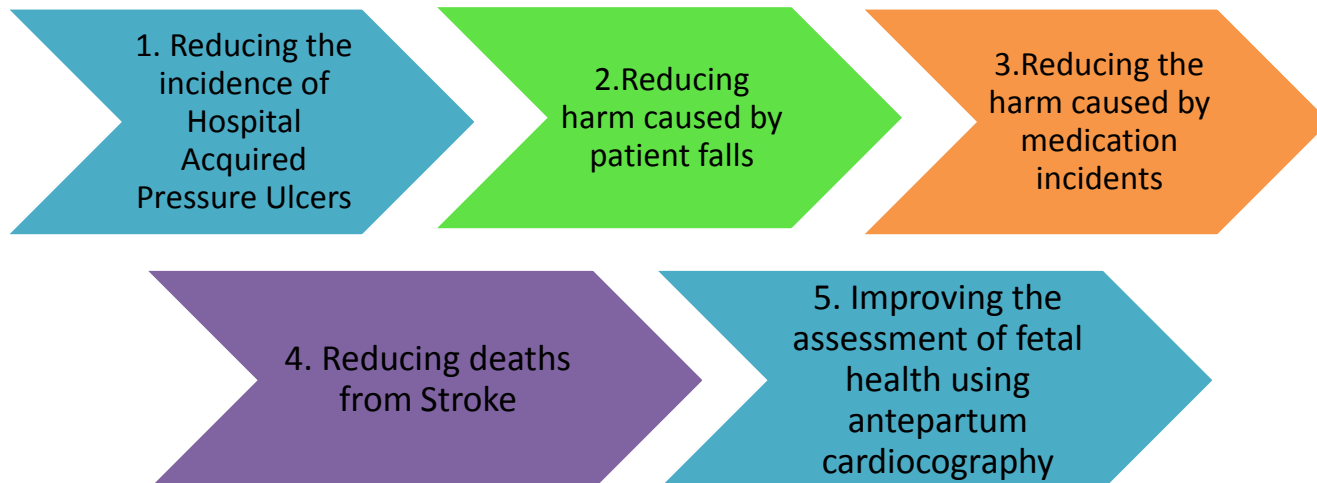 1. Reducing the
incidence of
Hospital
Acquired
Pressure Ulcers
2.Reducing
harm caused by
patient falls
3.Reducing the
harm caused by
medication
incidents
4. Reducing deaths
from Stroke
5. Improving the
assessment of fetal
health using
antepartum
cardiocography